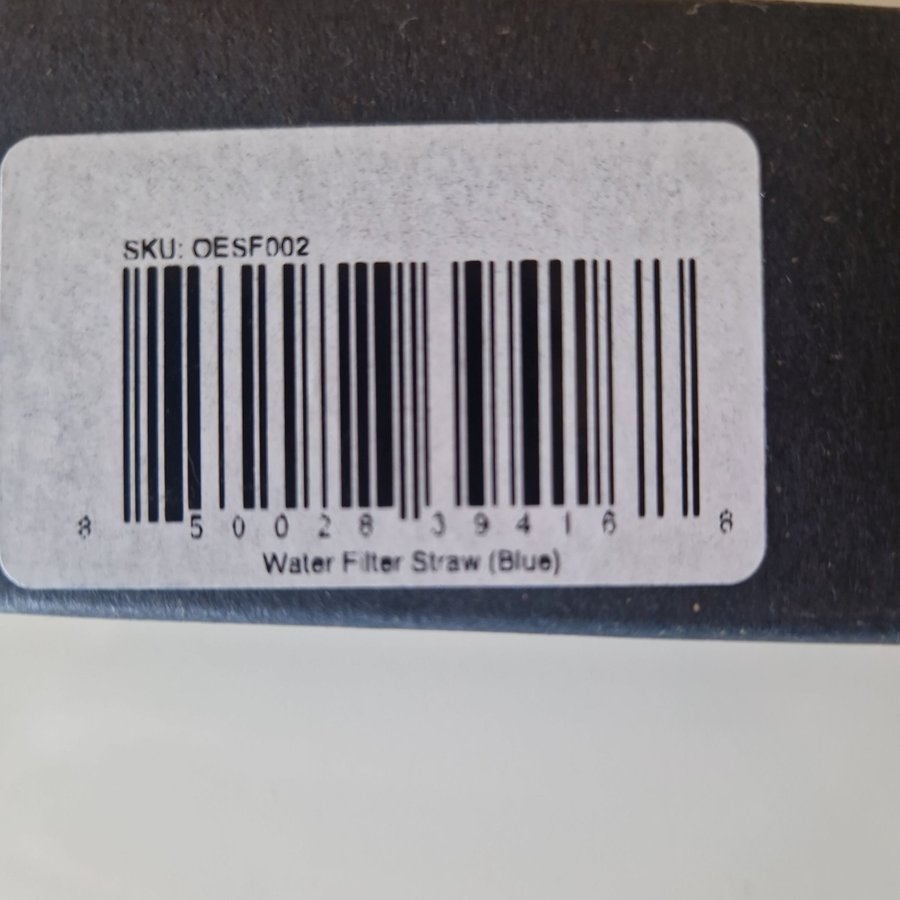 SKU: OESF002
8 50028 39416 8
Water Filter Straw (Blue)